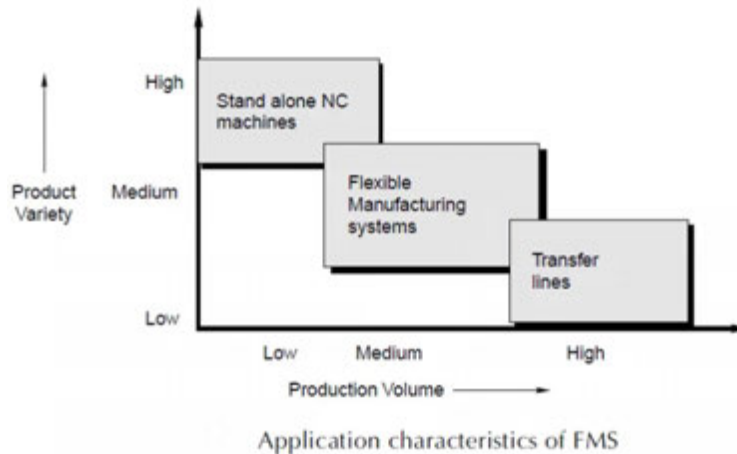 High
Stand alone NC
machines
Product
Variety
Medium
Flexible
Manufacturing
systems
Transfer
lines
Low
Low
Medium
High
Production Volume
Application characteristics of FMS